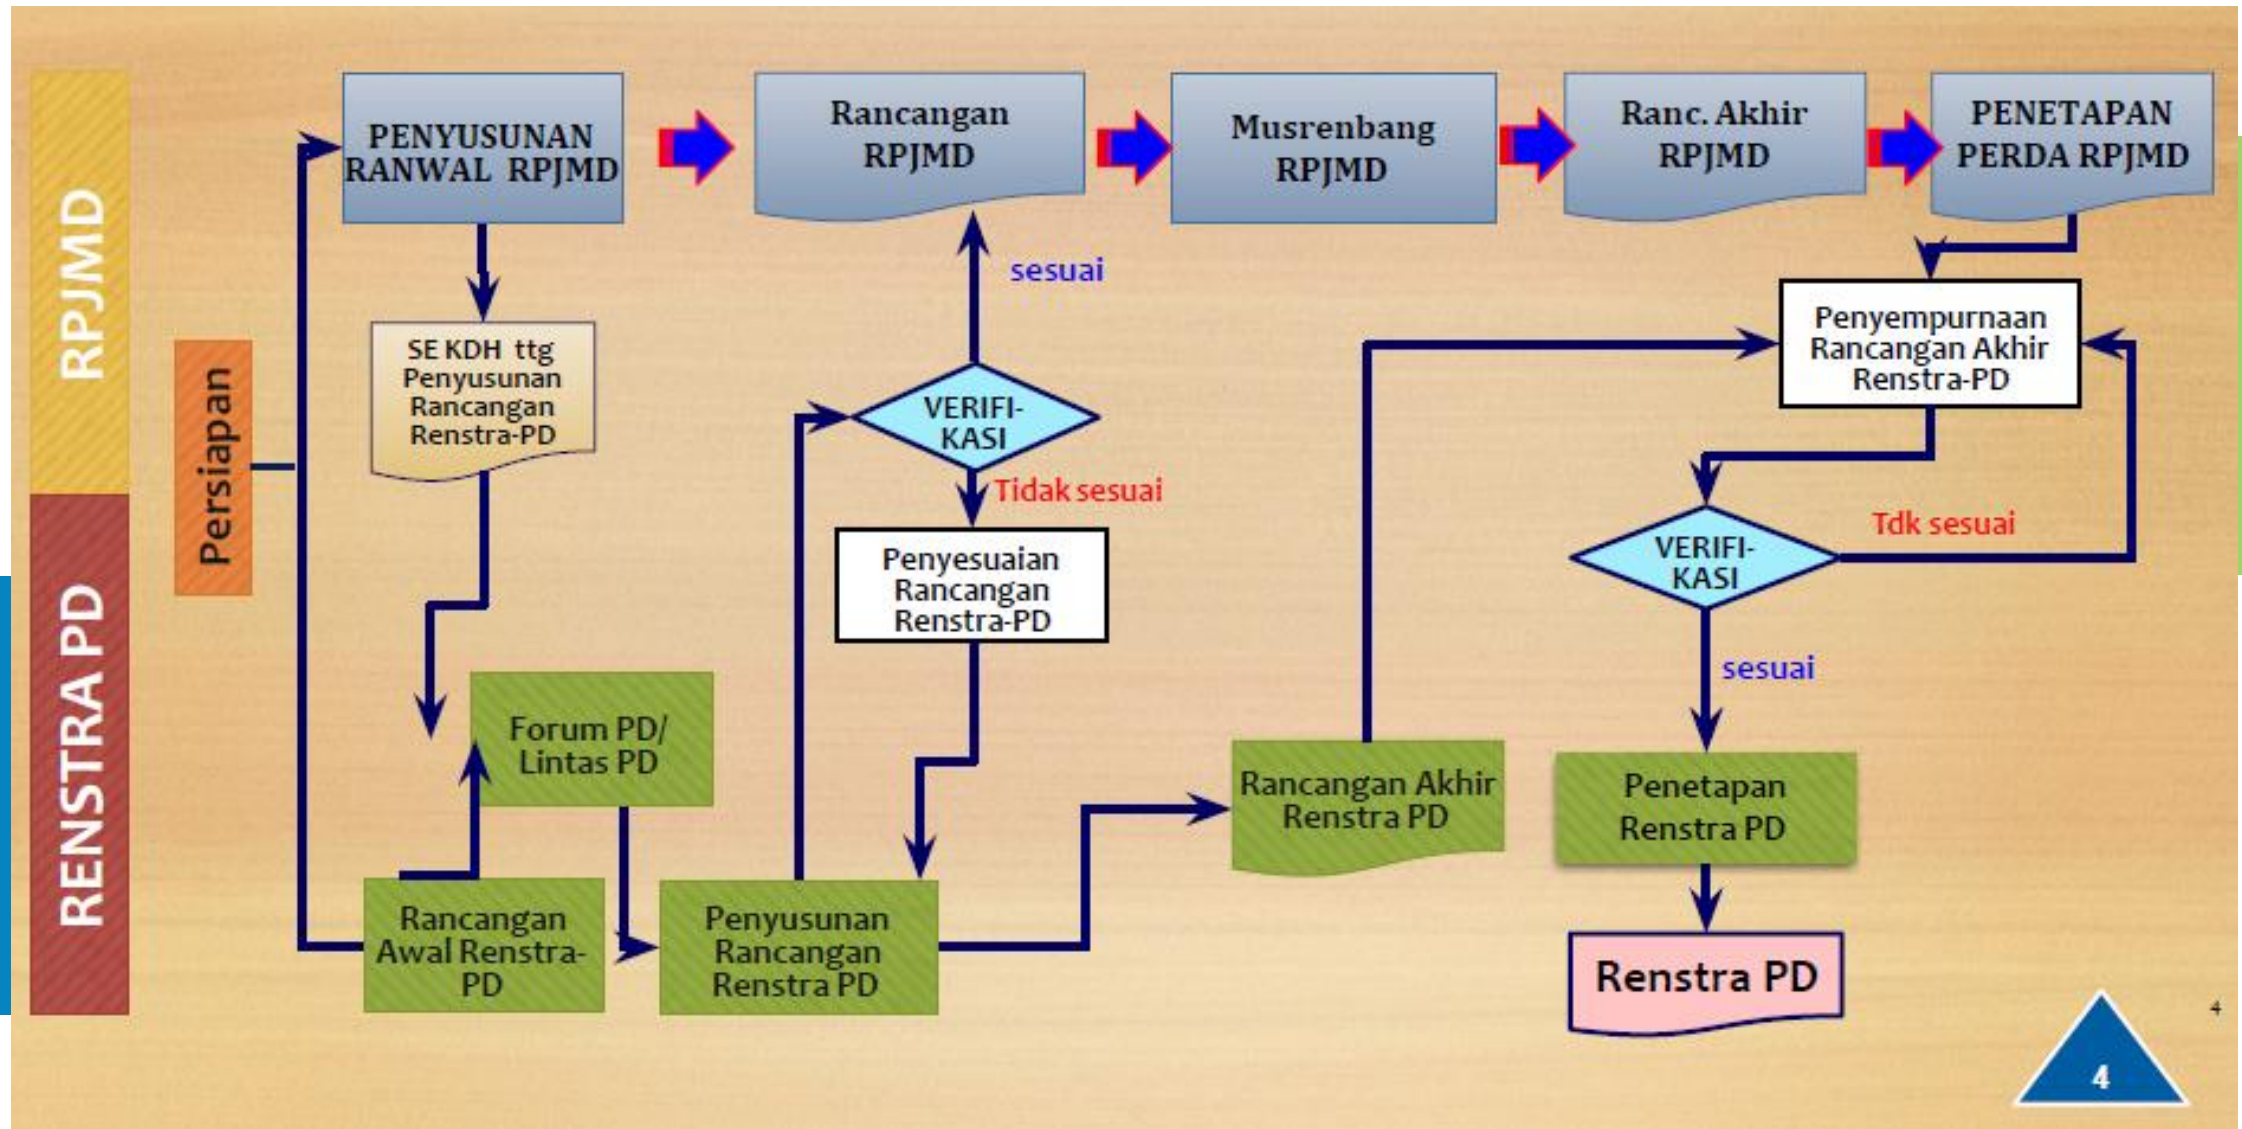 RPJMD
RENSTRA PD
Persiapan
PENYUSUNAN
RANWAL RPJMD
Rancangan
RPJMD
Musrenbang
RPJMD
Ranc. Akhir
RPJMD
PENETAPAN
PERDA RPJMD
SE KDH ttg
Penyusunan
Rancangan
Renstra-PD
sesuai
VERIFI-
KASI
Tidak sesuai
Penyesuaian
Rancangan
Renstra-PD
Penyempurnaan
Rancangan Akhir
Renstra-PD
VERIFI-
KASI
Tdk sesuai
sesuai
Forum PD/
Lintas PD
Rancangan
Awal Renstra-
PD
Penyusunan
Rancangan
Renstra PD
Rancangan Akhir
Renstra PD
Penetapan
Renstra PD
Renstra PD
4
4